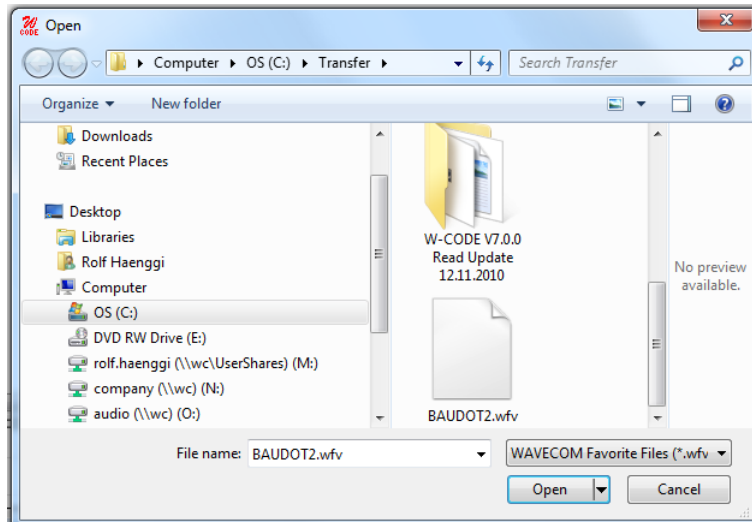 W
CODE
Open
Computer
OS (C:)
Transfer
Search Transfer
Organize
New folder
Downloads
Recent Places
Desktop
Libraries
Rolf Haenggi
Computer
OS (C:)
DVD RW Drive (E:)
rolf.haenggi (\\wc\UserShares) (M:)
company (\\wc) (N:)
audio (\\wc) (O:)
W-CODE V7.0.0
Read Update
12.11.2010
BAUDOT2.wfv
No preview
available.
File name:
BAUDOT2.wfv
WAVECOM Favorite Files (*.wfv
Open
Cancel